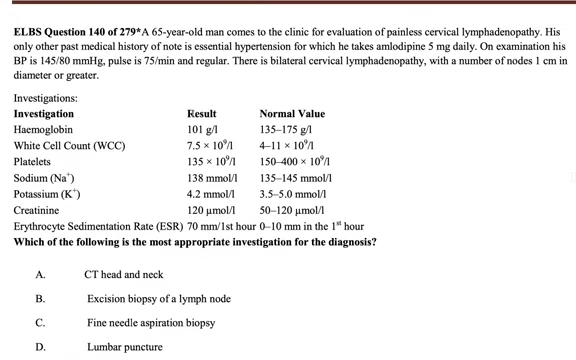 ELBS Question 140 of 279*A 65-year-old man comes to the clinic for evaluation of painless cervical lymphadenopathy. His
only other past medical history of note is essential hypertension for which he takes amlodipine 5 mg daily. On examination his
BP is 145/80 mmHg, pulse is 75/min and regular. There is bilateral cervical lymphadenopathy, with a number of nodes 1 cm in
diameter or greater.
Investigations:
Investigation Result Normal Value
Haemoglobin 101 g/l 135–175 g/l
White Cell Count (WCC) 7.5 × 10⁹/l 4–11 × 10⁹/l
Platelets 135 × 10⁹/l 150–400 × 10⁹/l
Sodium (Na⁺) 138 mmol/l 135–145 mmol/l
Potassium (K⁺) 4.2 mmol/l 3.5–5.0 mmol/l
Creatinine 120 µmol/l 50–120 µmol/l
Erythrocyte Sedimentation Rate (ESR) 70 mm/1st hour 0–10 mm in the 1ˢᵗ hour
Which of the following is the most appropriate investigation for the diagnosis?
A. CT head and neck
B. Excision biopsy of a lymph node
C. Fine needle aspiration biopsy
D. Lumbar puncture